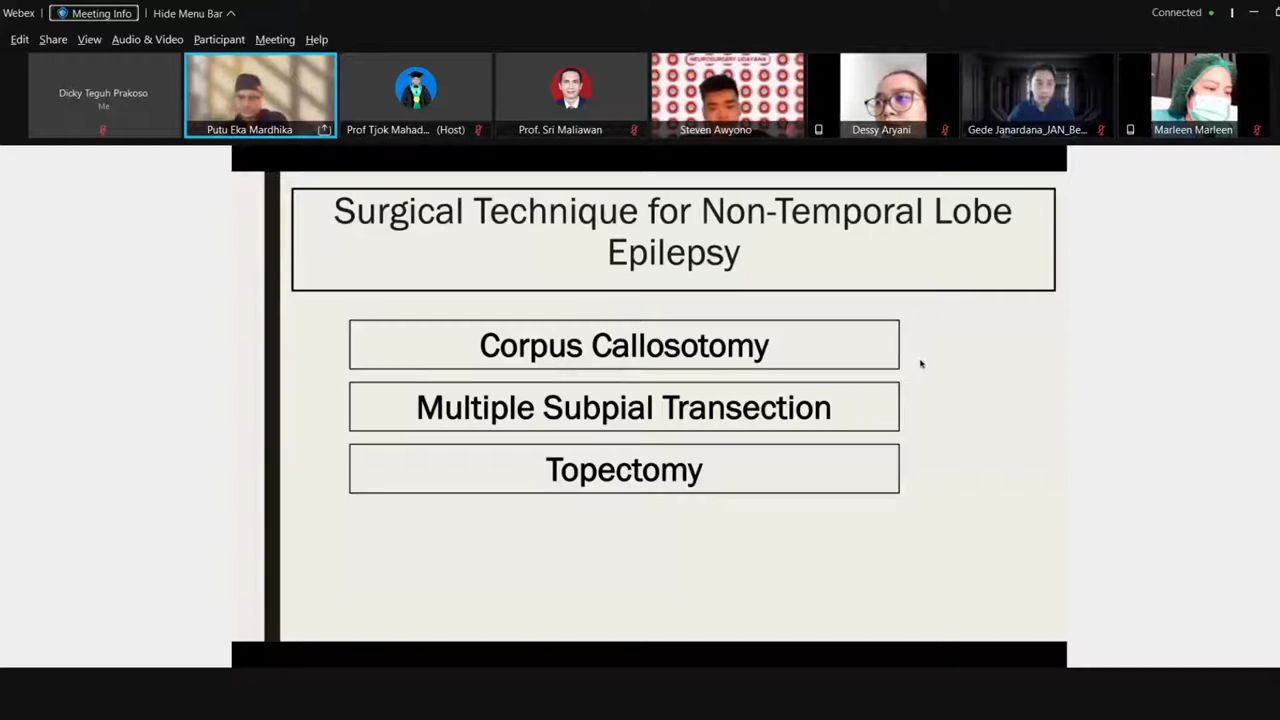 Webex
Meeting Info
Hide Menu Bar
Connected
Edit Share View Audio & Video Participant Meeting Help
Dicky Teguh Prakoso
Me
Putu Eka Mardhika
Prof Tjok Mahad... (Host)
Prof. Sri Maliawan
NEUROSURGERY UDAYANA
Steven Awyono
Dessy Aryani
Gede Janardana_JAN_Be...
Marleen Marleen
Surgical Technique for Non-Temporal Lobe
Epilepsy
Corpus Callosotomy
Multiple Subpial Transection
Topectomy